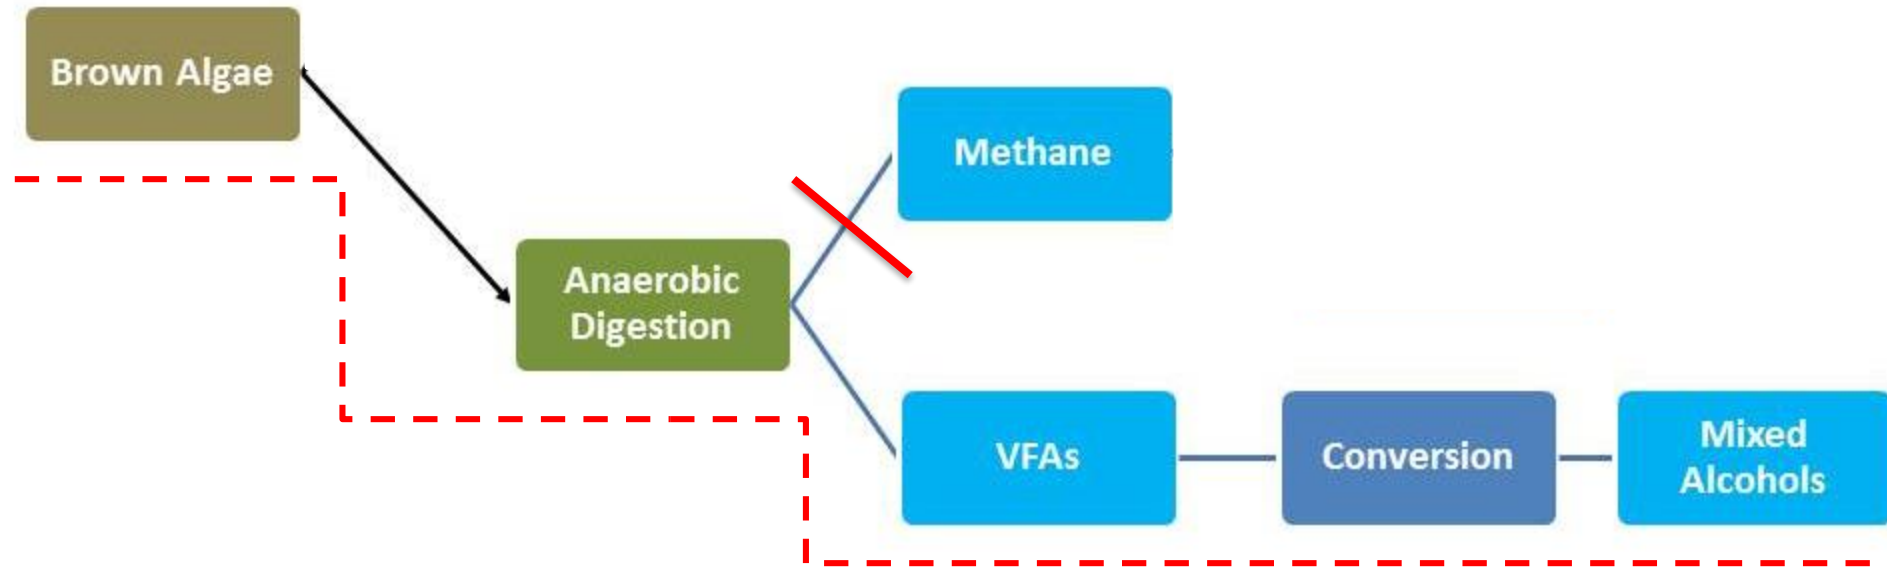 Brown Algae
Methane
Anaerobic
Digestion
VFAs
Conversion
Mixed
Alcohols